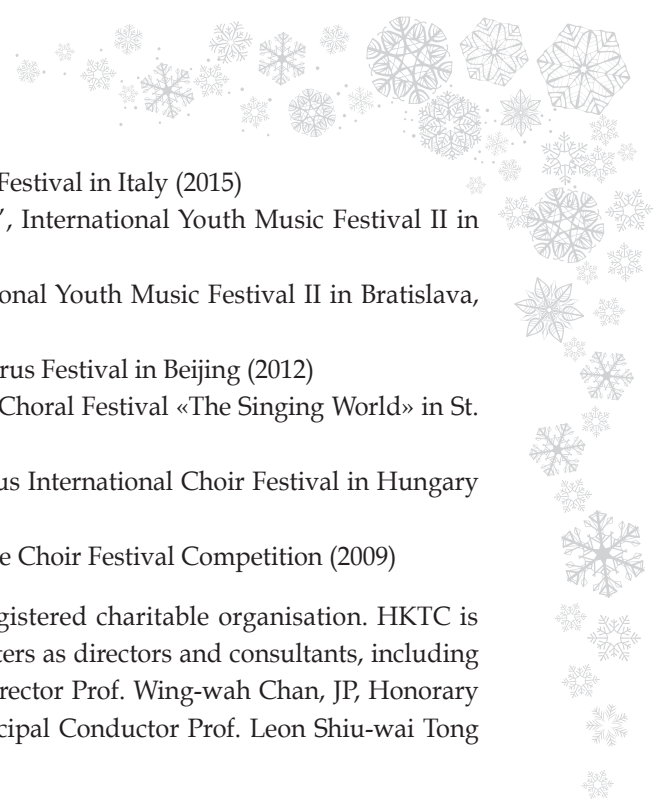 Festival in Italy (2015)
', International Youth Music Festival II in
onal Youth Music Festival II in Bratislava,
rus Festival in Beijing (2012)
Choral Festival «The Singing World» in St.
us International Choir Festival in Hungary
e Choir Festival Competition (2009)
gistered charitable organisation. HKTC is
ters as directors and consultants, including
rector Prof. Wing-wah Chan, JP, Honorary
cipal Conductor Prof. Leon Shiu-wai Tong